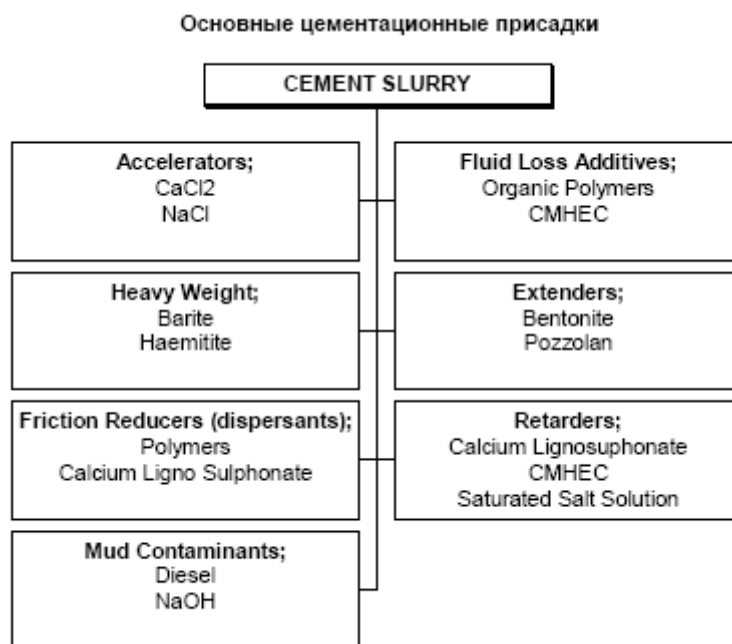 Основные цементационные присадки
CEMENT SLURRY
Accelerators;
CaCl2
NaCl
Fluid Loss Additives;
Organic Polymers
CMHEC
Heavy Weight;
Barite
Haemitite
Extenders;
Bentonite
Pozzolan
Friction Reducers (dispersants);
Polymers
Calcium Ligno Sulphonate
Retarders;
Calcium Lignosuphonate
CMHEC
Saturated Salt Solution
Mud Contaminants;
Diesel
NaOH